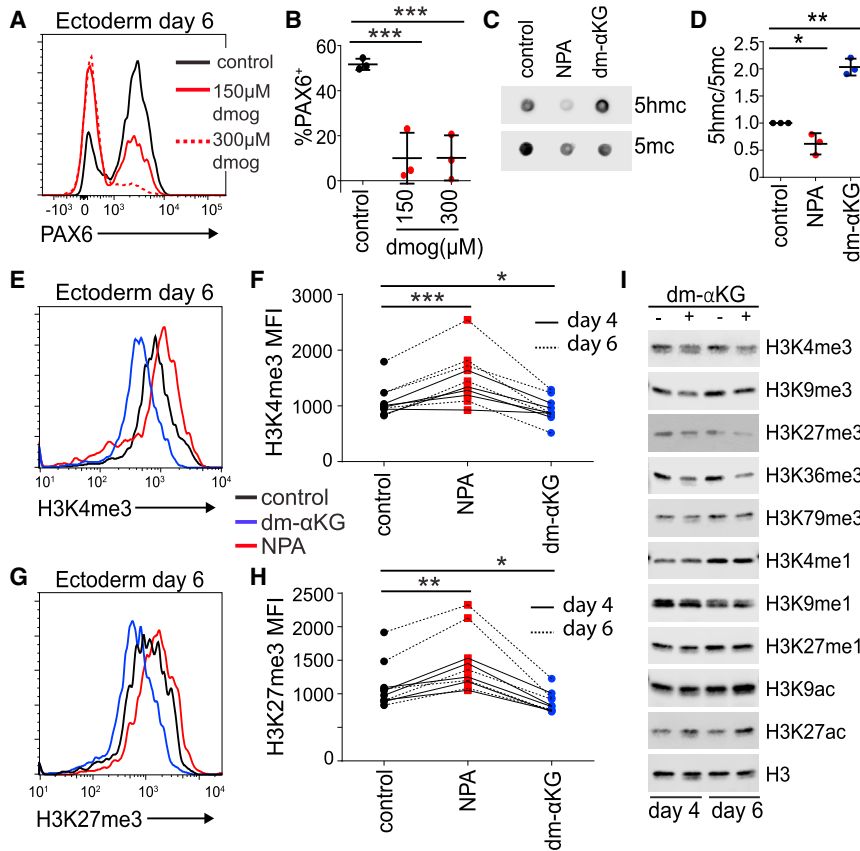 A
Ectoderm day 6
control
150µM
dmog
300µM
dmog
-10³ 0 10³ 10⁴ 10⁵
PAX6
B
***
***
60
40
20
0
%PAX6⁺
control
150
300
dmog(µM)
C
control
NPA
dm-αKG
5hmc
5mc
D
**
*
2.5
2.0
1.5
1.0
0.5
0
5hmc/5mc
control
NPA
dm-αKG
E
Ectoderm day 6
10¹ 10² 10³ 10⁴
H3K4me3
control
dm-αKG
NPA
F
*
***
3000
2000
1000
0
H3K4me3 MFI
day 4
day 6
control
NPA
dm-αKG
G
Ectoderm day 6
10¹ 10² 10³ 10⁴
H3K27me3
H
*
**
2500
2000
1500
1000
0
H3K27me3 MFI
day 4
day 6
control
NPA
dm-αKG
I
dm-αKG
- + - +
H3K4me3
H3K9me3
H3K27me3
H3K36me3
H3K79me3
H3K4me1
H3K9me1
H3K27me1
H3K9ac
H3K27ac
H3
day 4 day 6